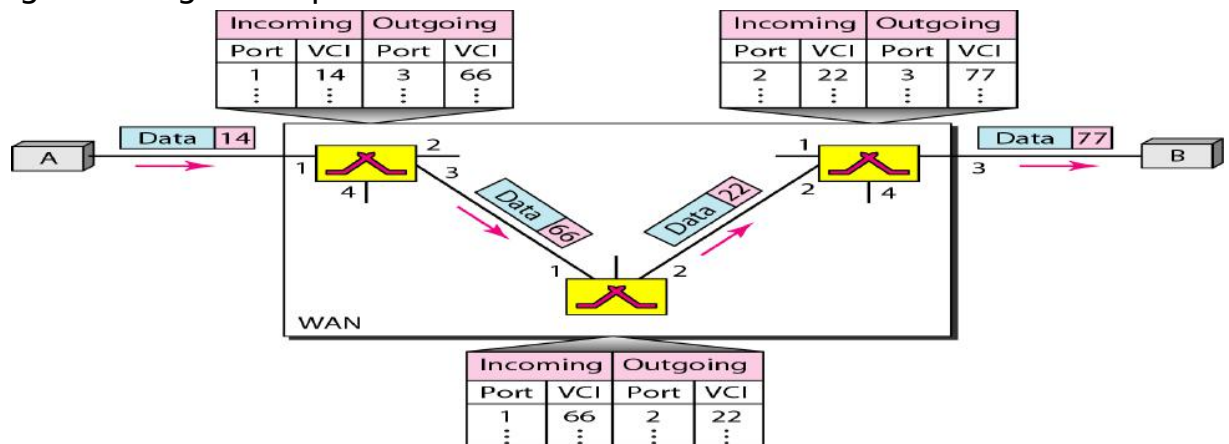 Incoming Outgoing
Port VCI Port VCI
1 14 3 66
⋮ ⋮ ⋮ ⋮
Incoming Outgoing
Port VCI Port VCI
2 22 3 77
⋮ ⋮ ⋮ ⋮
A
Data 14
1
2
3
4
Data 66
1
2
Data 22
1
2
4
3
Data 77
B
WAN
Incoming Outgoing
Port VCI Port VCI
1 66 2 22
⋮ ⋮ ⋮ ⋮